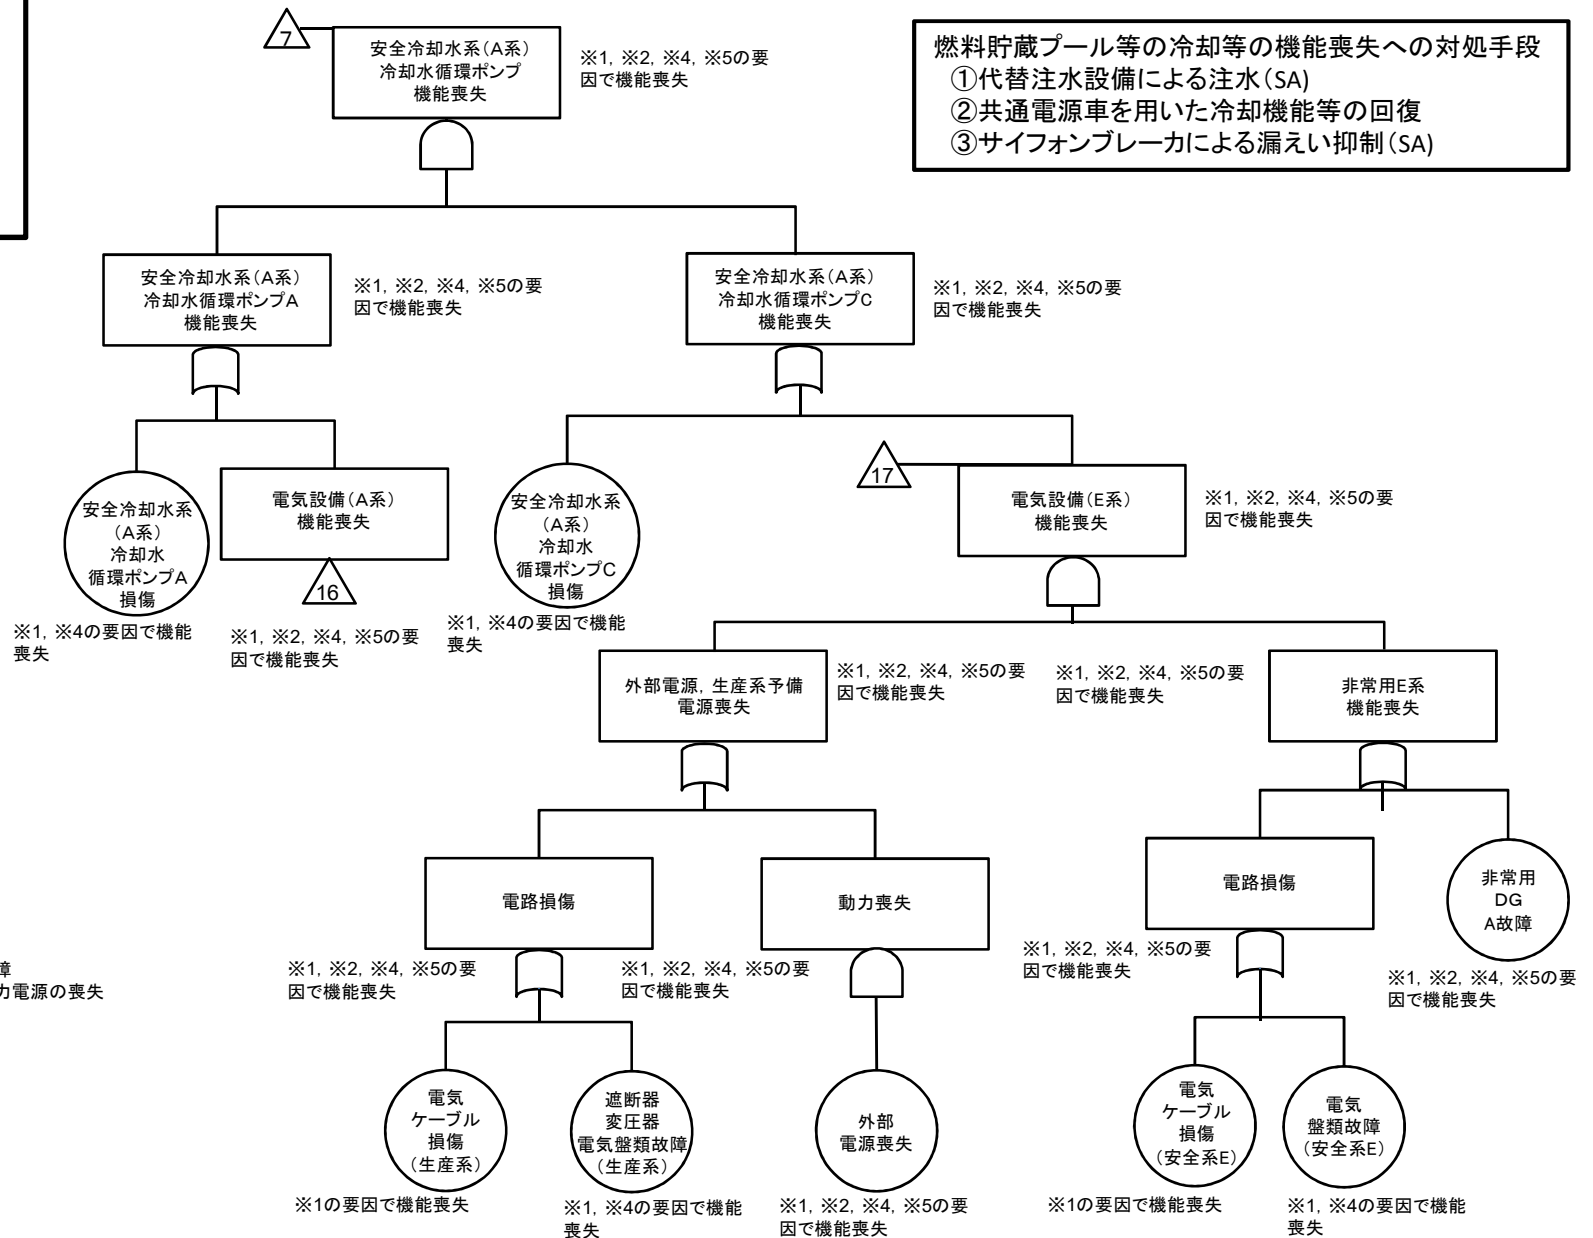 7
安全冷却水系(A系)
冷却水循環ポンプ
機能喪失
※1, ※2, ※4, ※5の要
因で機能喪失
燃料貯蔵プール等の冷却等の機能喪失への対処手段
①代替注水設備による注水(SA)
②共通電源車を用いた冷却機能等の回復
③サイフォンブレーカによる漏えい抑制(SA)
安全冷却水系(A系)
冷却水循環ポンプA
機能喪失
※1, ※2, ※4, ※5の要
因で機能喪失
安全冷却水系(A系)
冷却水循環ポンプC
機能喪失
※1, ※2, ※4, ※5の要
因で機能喪失
安全冷却水系
(A系)
冷却水
循環ポンプA
損傷
※1, ※4の要因で機能
喪失
電気設備(A系)
機能喪失
16
※1, ※2, ※4, ※5の要
因で機能喪失
安全冷却水系
(A系)
冷却水
循環ポンプC
損傷
※1, ※4の要因で機能
喪失
17
電気設備(E系)
機能喪失
※1, ※2, ※4, ※5の要
因で機能喪失
外部電源, 生産系予備
電源喪失
※1, ※2, ※4, ※5の要
因で機能喪失
※1, ※2, ※4, ※5の要
因で機能喪失
非常用E系
機能喪失
電路損傷
※1, ※2, ※4, ※5の要
因で機能喪失
動力喪失
※1, ※2, ※4, ※5の要
因で機能喪失
電路損傷
※1, ※2, ※4, ※5の要
因で機能喪失
非常用
DG
A故障
※1, ※2, ※4, ※5の要
因で機能喪失
障
力電源の喪失
電気
ケーブル
損傷
(生産系)
※1の要因で機能喪失
遮断器
変圧器
電気盤類故障
(生産系)
※1, ※4の要因で機能
喪失
外部
電源喪失
※1, ※2, ※4, ※5の要
因で機能喪失
電気
ケーブル
損傷
(安全系E)
※1の要因で機能喪失
電気
盤類故障
(安全系E)
※1, ※4の要因で機能
喪失